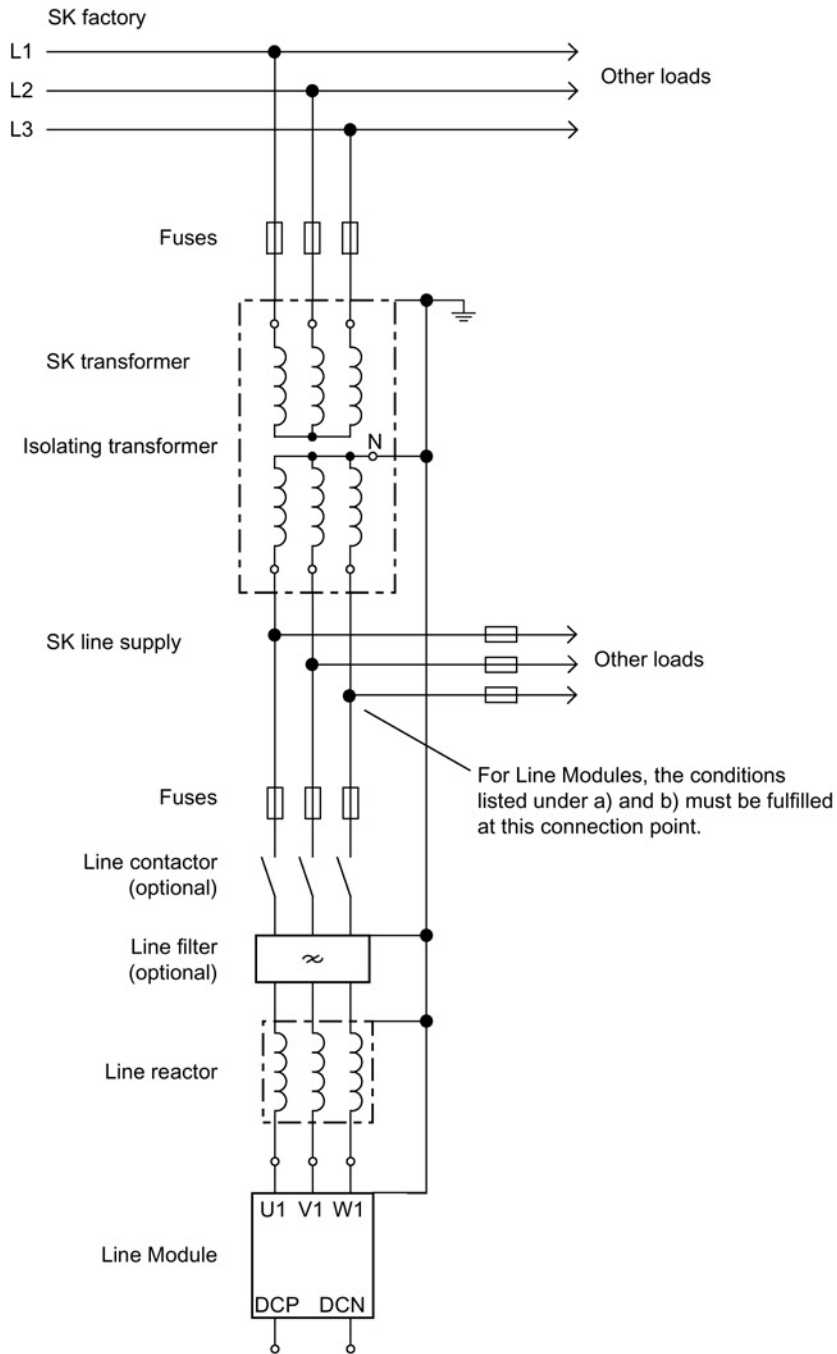 SK factory
L1
L2
L3
Other loads
Fuses
SK transformer
Isolating transformer
N
SK line supply
Other loads
For Line Modules, the conditions
listed under a) and b) must be fulfilled
at this connection point.
Fuses
Line contactor
(optional)
Line filter
(optional)
Line reactor
U1 V1 W1
Line Module
DCP DCN